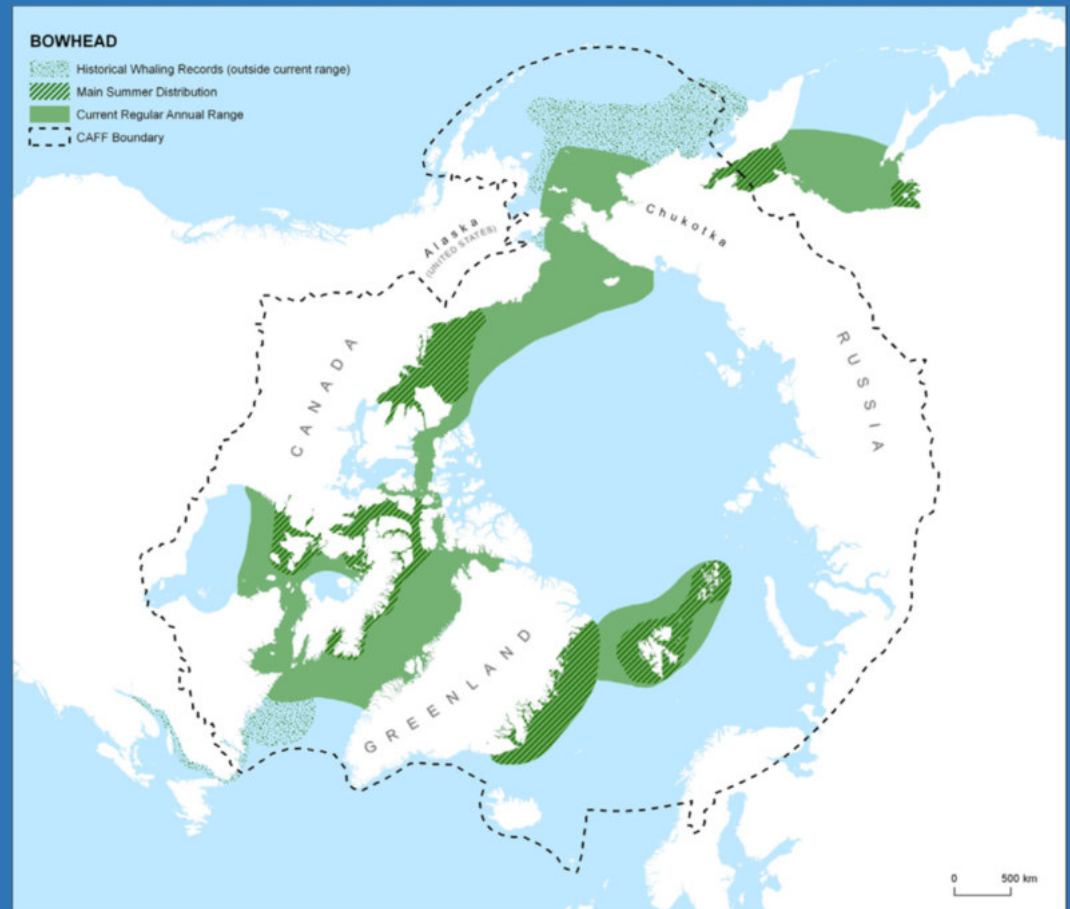 BOWHEAD
Historical Whaling Records (outside current range)
Main Summer Distribution
Current Regular Annual Range
CAFF Boundary
Alaska
(UNITED STATES)
Chukotka
CANADA
RUSSIA
GREENLAND
0 500 km